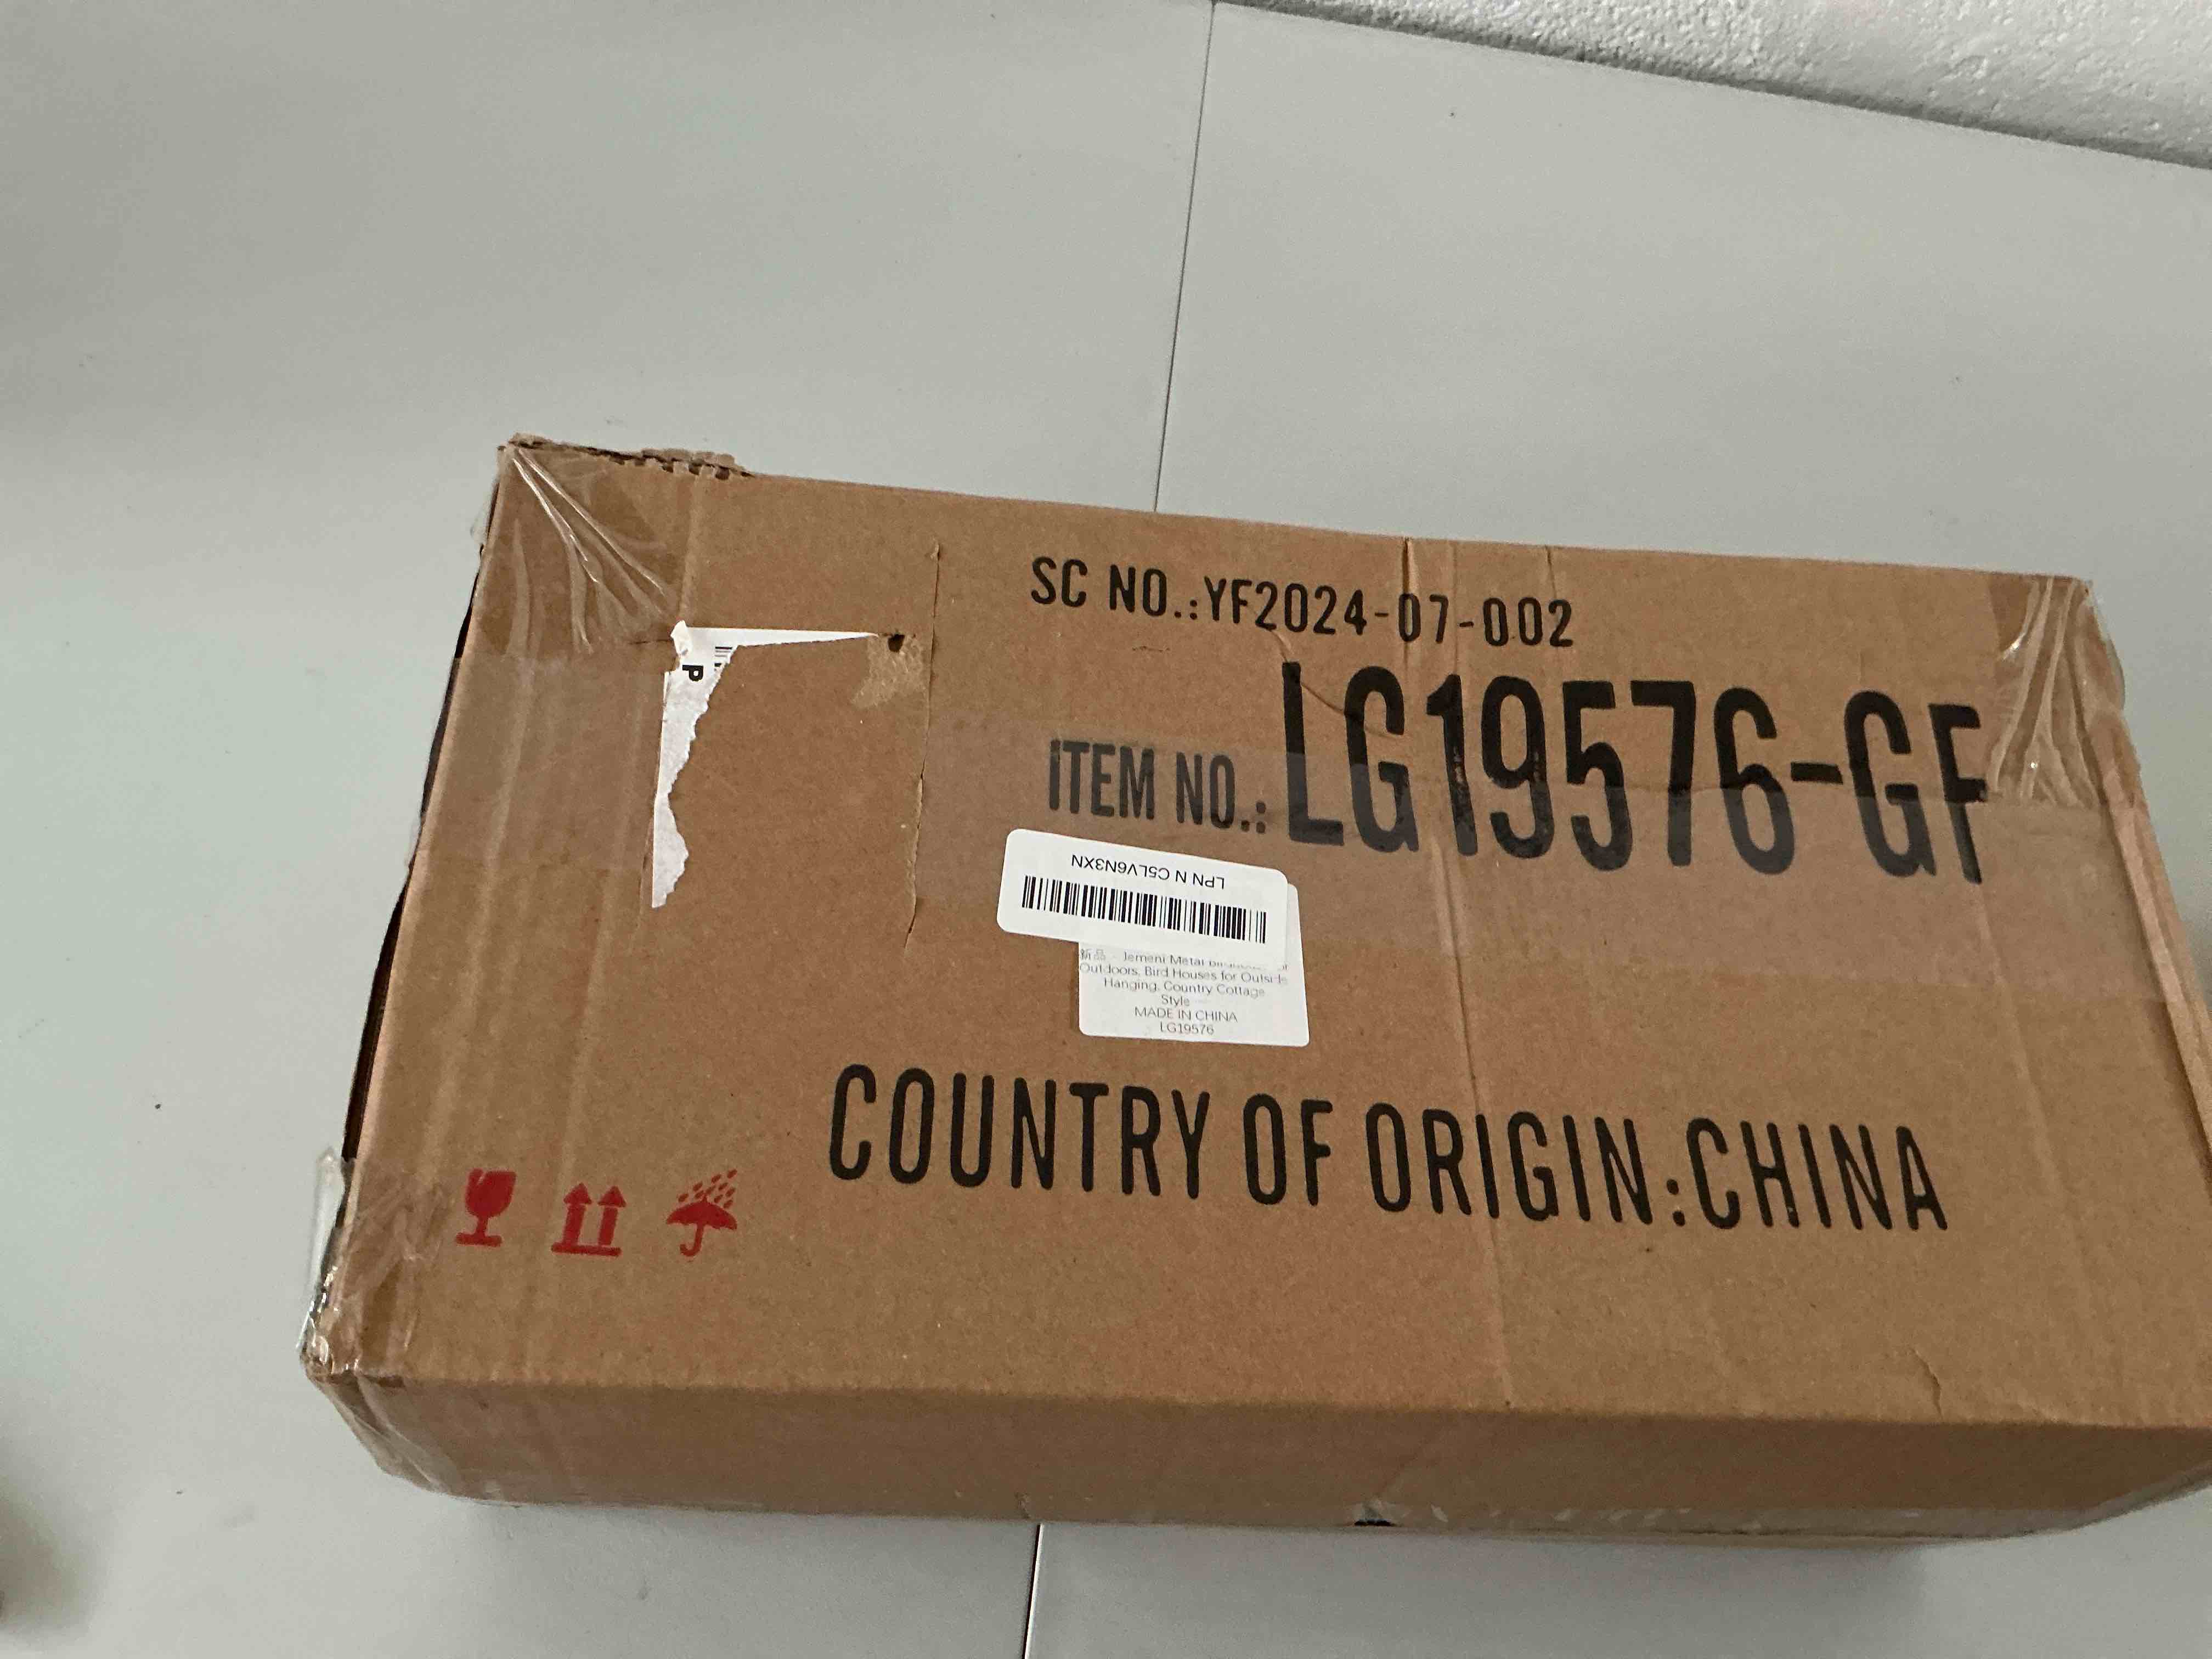 SC NO.:YF2024-07-002
P
ITEM NO.: LG19576-GF
LPN N C5LV6N3XN
新品 - Jemeni Metal
Outdoors, Bird Houses for Outside
Hanging, Country Cottage
Style
MADE IN CHINA
LG19576
COUNTRY OF ORIGIN:CHINA